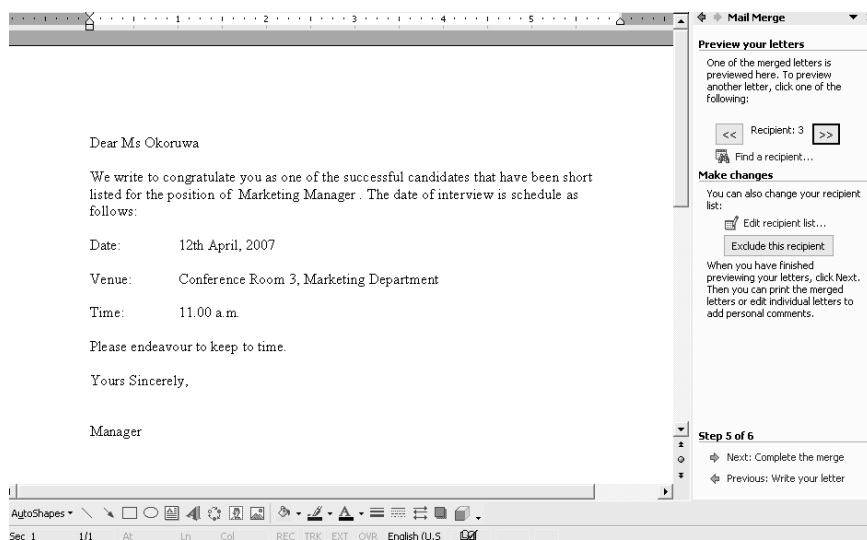 1 2 3 4 5
Mail Merge
Preview your letters
One of the merged letters is
previewed here. To preview
another letter, click one of the
following:
<< Recipient: 3 >>
Find a recipient...
Make changes
You can also change your recipient
list:
Edit recipient list...
Exclude this recipient
When you have finished
previewing your letters, click Next.
Then you can print the merged
letters or edit individual letters to
add personal comments.
Step 5 of 6
Next: Complete the merge
Previous: Write your letter
Dear Ms Okoruwa
We write to congratulate you as one of the successful candidates that have been short
listed for the position of Marketing Manager . The date of interview is schedule as
follows:
Date: 12th April, 2007
Venue: Conference Room 3, Marketing Department
Time: 11.00 a.m.
Please endeavour to keep to time.
Yours Sincerely,
Manager
AutoShapes
Sec 1 1/1 At Ln Col REC TRK EXT OVR English (U.S